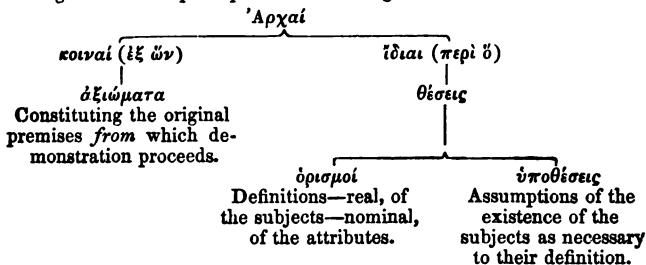 Ἀρχαί
κοιναί (ἐξ ὧν) ἴδιαι (περὶ ὅ)
ἀξιώματα
Constituting the original
premises from which de-
monstration proceeds.
θέσεις
ὁρισμοί
Definitions—real, of
the subjects—nominal,
of the attributes.
ὑποθέσεις
Assumptions of the
existence of the
subjects as necessary
to their definition.